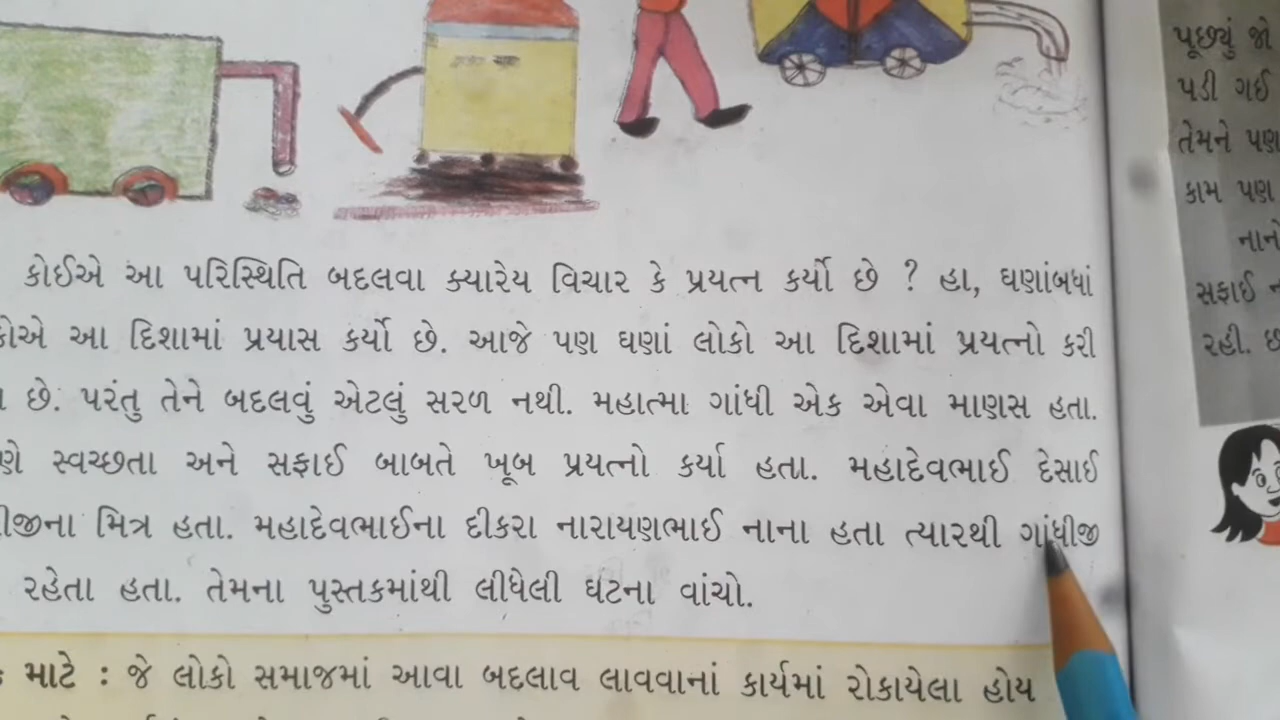 કોઈએ આ પરિસ્થિતિ બદલવા ક્યારેય વિચાર કે પ્રયત્ન કર્યો છે ? હા, ઘણાંબધાં
આ દિશામાં પ્રયાસ કર્યો છે. આજે પણ ઘણાં લોકો આ દિશામાં પ્રયત્નો કરી
છે. પરંતુ તેને બદલવું એટલું સરળ નથી. મહાત્મા ગાંધી એક એવા માણસ હતા.
સ્વચ્છતા અને સફાઈ બાબતે ખૂબ પ્રયત્નો કર્યા હતા. મહાદેવભાઈ દેસાઈ
મિત્ર હતા. મહાદેવભાઈના દીકરા નારાયણભાઈ નાના હતા ત્યારથી ગાંધીજી
રહેતા હતા. તેમના પુસ્તકમાંથી લીધેલી ઘટના વાંચો.
માટે : જે લોકો સમાજમાં આવા બદલાવ લાવવાનાં કાર્યમાં રોકાયેલા હોય
પૂછ્યું જો
પડી ગઈ
તેમને પણ
કામ પણ
સફાઈ
રહી.